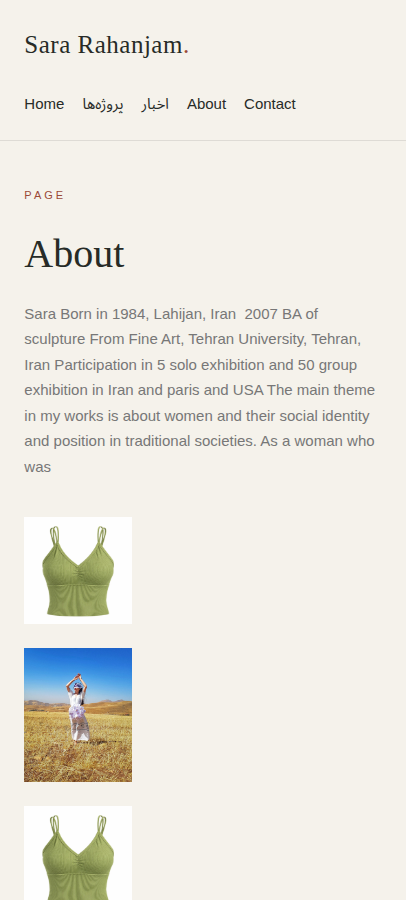 Sara Rahanjam.
Home پروژه‌ها اخبار About Contact
PAGE
About
Sara Born in 1984, Lahijan, Iran  2007 BA of
sculpture From Fine Art, Tehran University, Tehran,
Iran Participation in 5 solo exhibition and 50 group
exhibition in Iran and paris and USA The main theme
in my works is about women and their social identity
and position in traditional societies. As a woman who
was